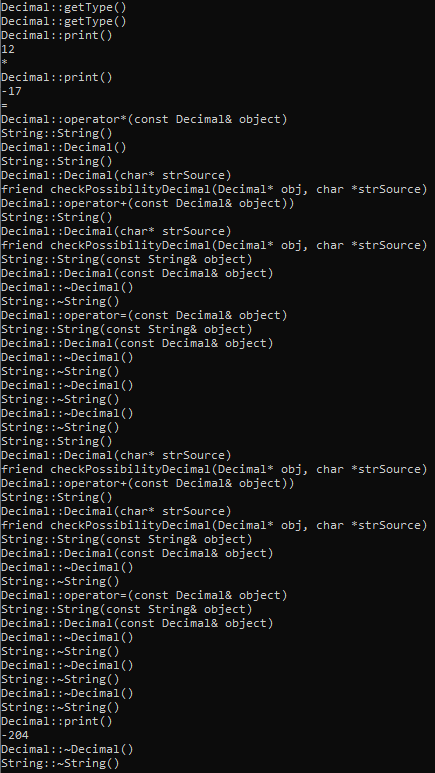 Decimal::getType()
Decimal::getType()
Decimal::print()
12
*
Decimal::print()
-17
=
Decimal::operator*(const Decimal& object)
String::String()
Decimal::Decimal()
String::String()
Decimal::Decimal(char* strSource)
friend checkPossibilityDecimal(Decimal* obj, char *strSource)
Decimal::operator+(const Decimal& object))
String::String()
Decimal::Decimal(char* strSource)
friend checkPossibilityDecimal(Decimal* obj, char *strSource)
String::String(const String& object)
Decimal::Decimal(const Decimal& object)
Decimal::~Decimal()
String::~String()
Decimal::operator=(const Decimal& object)
String::String(const String& object)
Decimal::Decimal(const Decimal& object)
Decimal::~Decimal()
String::~String()
Decimal::~Decimal()
String::~String()
Decimal::~Decimal()
String::~String()
String::String()
Decimal::Decimal(char* strSource)
friend checkPossibilityDecimal(Decimal* obj, char *strSource)
Decimal::operator+(const Decimal& object))
String::String()
Decimal::Decimal(char* strSource)
friend checkPossibilityDecimal(Decimal* obj, char *strSource)
String::String(const String& object)
Decimal::Decimal(const Decimal& object)
Decimal::~Decimal()
String::~String()
Decimal::operator=(const Decimal& object)
String::String(const String& object)
Decimal::Decimal(const Decimal& object)
Decimal::~Decimal()
String::~String()
Decimal::~Decimal()
String::~String()
Decimal::~Decimal()
String::~String()
Decimal::print()
-204
Decimal::~Decimal()
String::~String()